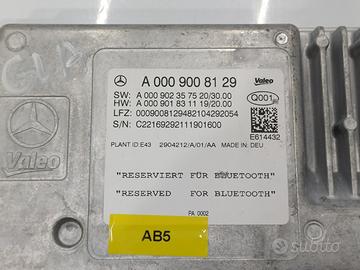 A 000 900 81 29
Valeo
SW: A 000 902 35 75 20/30.00
HW: A 000 901 83 11 19/20.00
Q001
LFZ: 0009008129482104292054
E614432
S/N: C22169292111901600
PLANT ID: E43 2904212/A/01/AA MADE IN: DEU
"RESERVIERT FÜR BLUETOOTH"
"RESERVED FOR BLUETOOTH"
PA 0002
AB5
Valeo
subito